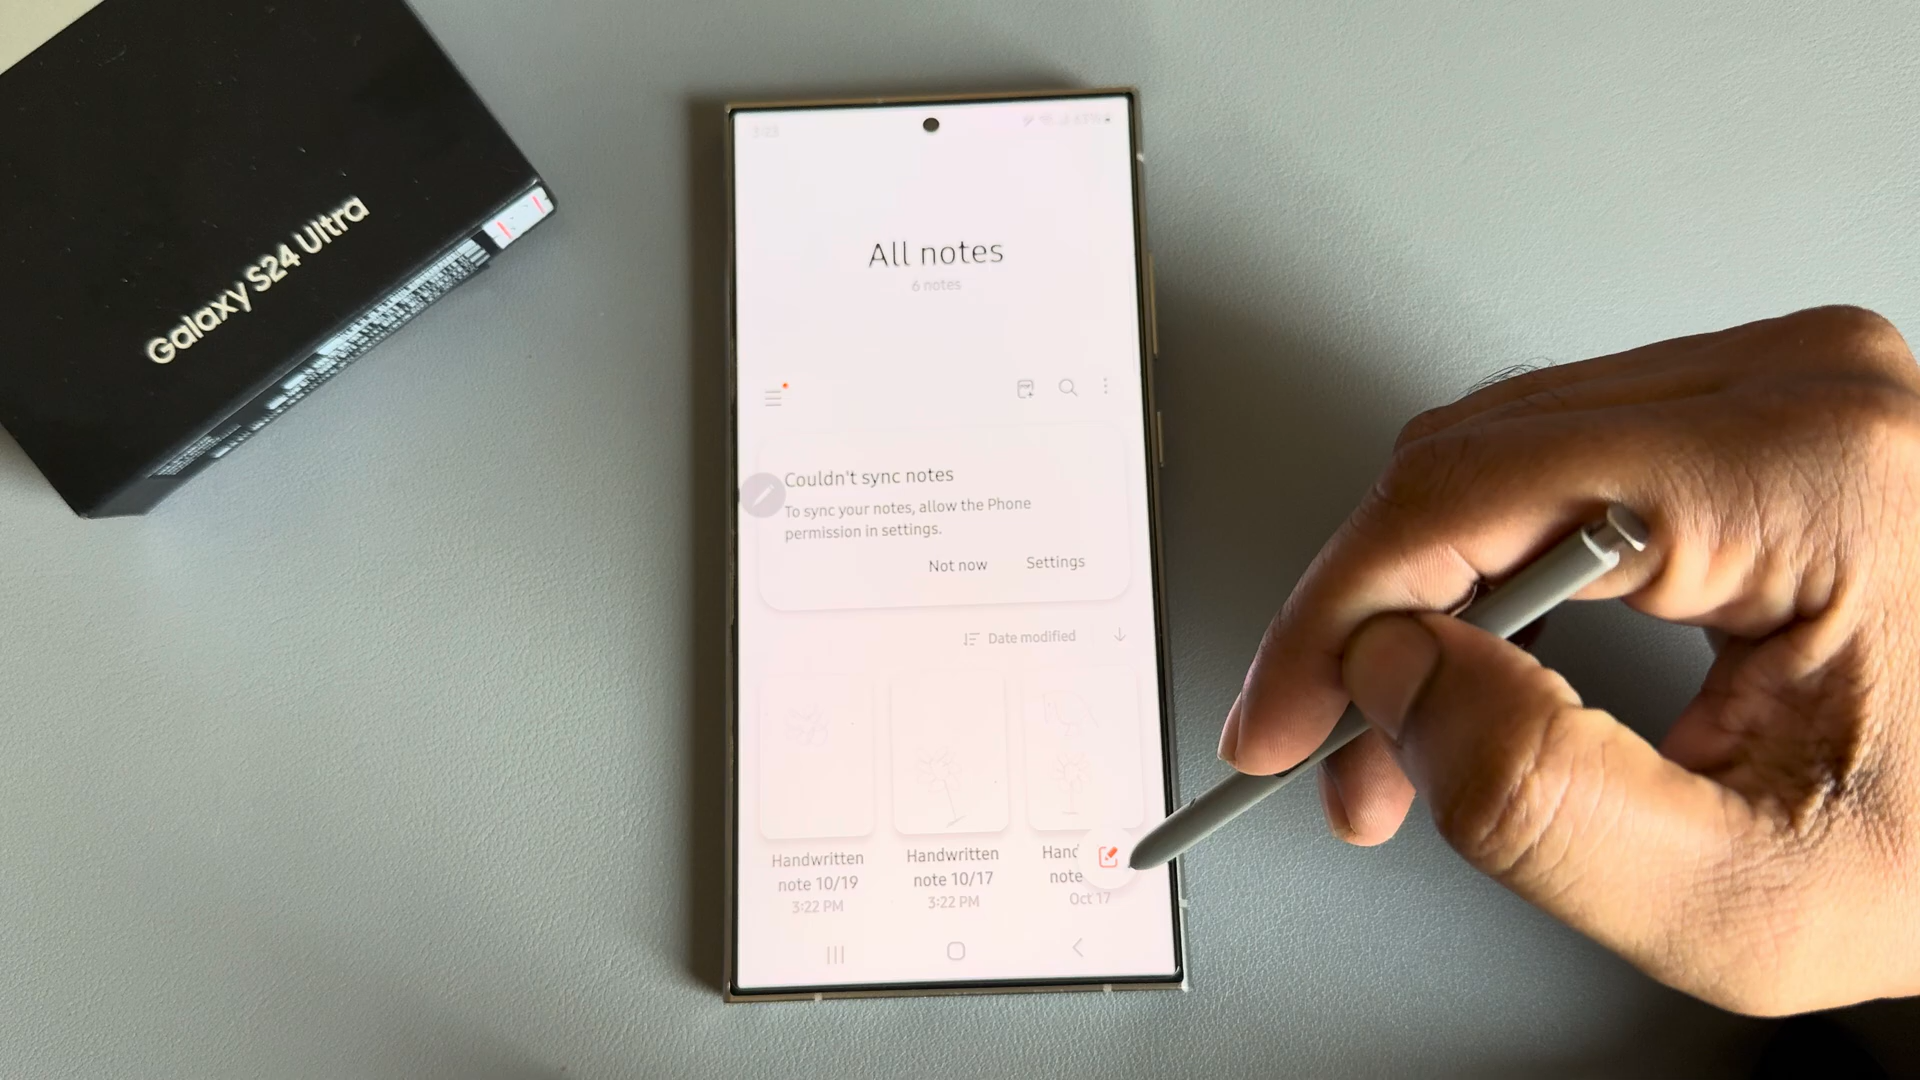 Galaxy S24 Ultra
3:23
All notes
6 notes
Couldn't sync notes
To sync your notes, allow the Phone
permission in settings.
Not now
Settings
Date modified
Handwritten
note 10/19
3:22 PM
Handwritten
note 10/17
3:22 PM
note
Oct 17